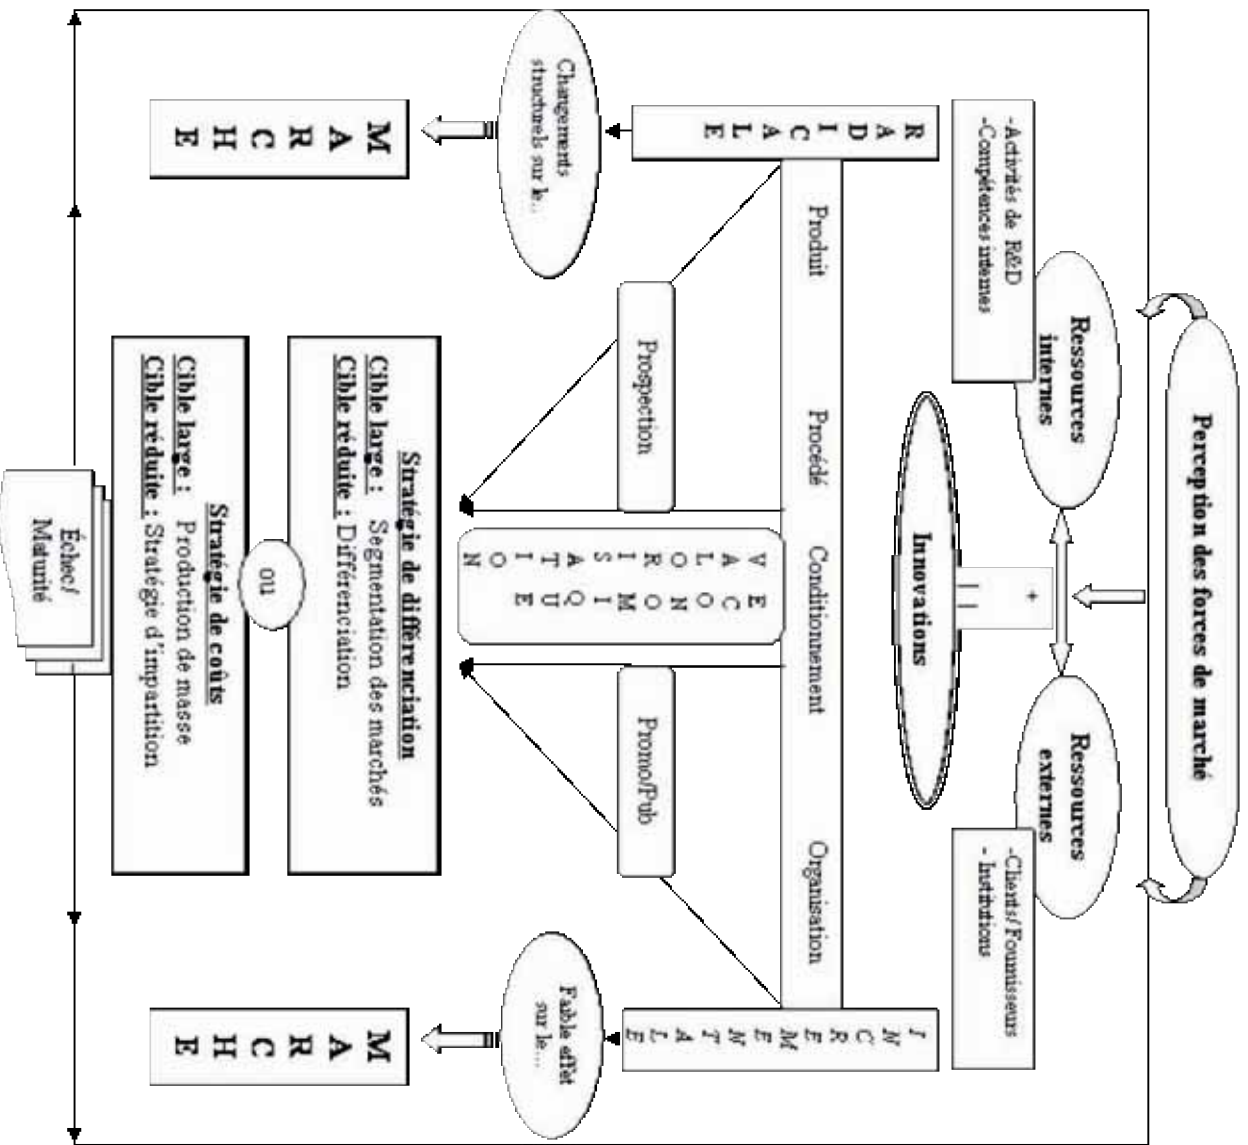 Perception des forces de marché
Ressources
internes
Ressources
externes
-Activités de R&D
-Compétences internes
+
-Clients/ Fournisseurs
- Institutions
Innovations
RADICALE
Produit
Procédé
Conditionnement
Organisation
INCREMENTALE
Prospection
VALORISATION
ECONOMIQUE
Promo/Pub
Changements
structurels sur le..
Faible effet
sur le...
MARCHE
Stratégie de différenciation
Cible large : Segmentation des marchés
Cible réduite : Différenciation
MARCHE
ou
Stratégie de coûts
Cible large : Production de masse
Cible réduite : Stratégie d'impartition
Échec/
Maturité